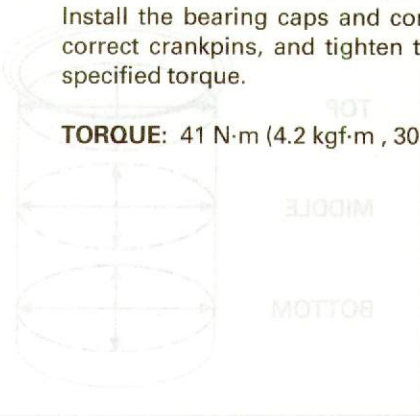 Install the bearing caps and
correct crankpins, and tighten
specified torque.
TORQUE: 41 N·m (4.2 kgf·m , 30
TOP
MIDDLE
BOTTOM